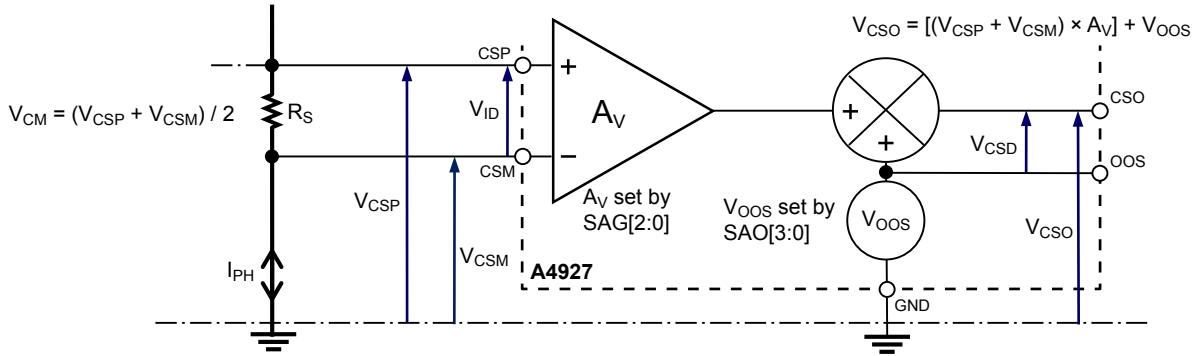 V_CSO = [(V_CSP + V_CSM) × A_V] + V_OOS
CSP
+
CSO
V_CM = (V_CSP + V_CSM) / 2
R_S
V_ID
A_V
+
+
V_CSD
CSM
−
OOS
V_CSP
A_V set by
SAG[2:0]
V_OOS set by
SAO[3:0]
V_OOS
V_CSO
V_CSM
I_PH
A4927
GND